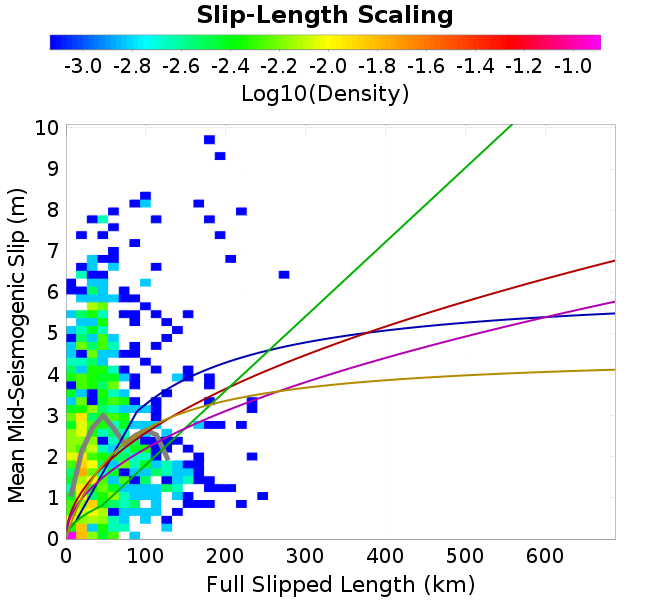 Slip-Length Scaling
-3.0 -2.8 -2.6 -2.4 -2.2 -2.0 -1.8 -1.6 -1.4 -1.2 -1.0
Log10(Density)
10
9
8
7
6
5
4
3
2
1
0
Mean Mid-Seismogenic Slip (m)
0 100 200 300 400 500 600
Full Slipped Length (km)